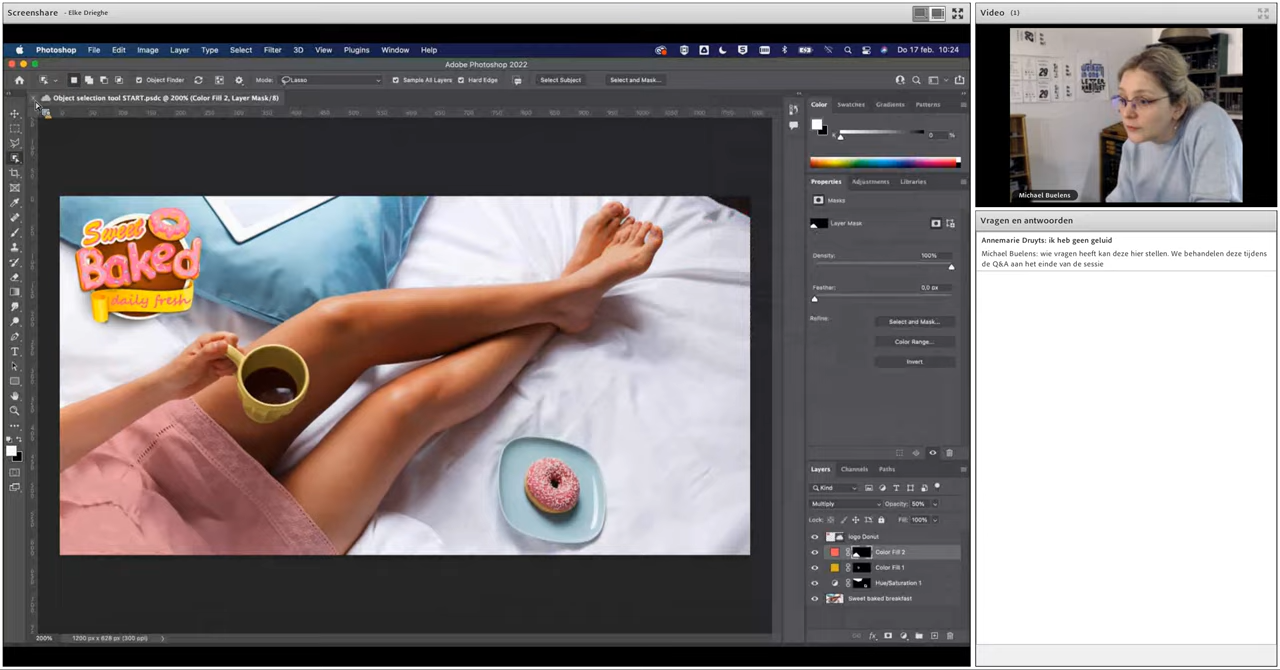 Screenshare - Elke Drieghe
Photoshop File Edit Image Layer Type Select Filter 3D View Plugins Window Help
Do 17 feb. 10:24
Adobe Photoshop 2022
Object Finder
Mode: Lasso
Sample All Layers
Hard Edge
Select Subject
Select and Mask...
Object selection tool START.psdc @ 200% (Color Fill 2, Layer Mask/8)
Sweet
Baked
daily fresh
200% 1200 px x 628 px (300 ppi)
Color Swatches Gradients Patterns
K 0 %
Properties Adjustments Libraries
Masks
Layer Mask
Density: 100%
Feather: 0,0 px
Refine:
Select and Mask...
Color Range...
Invert
Layers Channels Paths
Kind
Multiply Opacity: 50%
Lock: Fill: 100%
logo Donut
Color Fill 2
Color Fill 1
Hue/Saturation 1
Sweet baked breakfast
Video (1)
29
29
Michael Buelens
Vragen en antwoorden
Annemarie Druyts: ik heb geen geluid
Michael Buelens: wie vragen heeft kan deze hier stellen. We behandelen deze tijdens
de Q&A aan het einde van de sessie